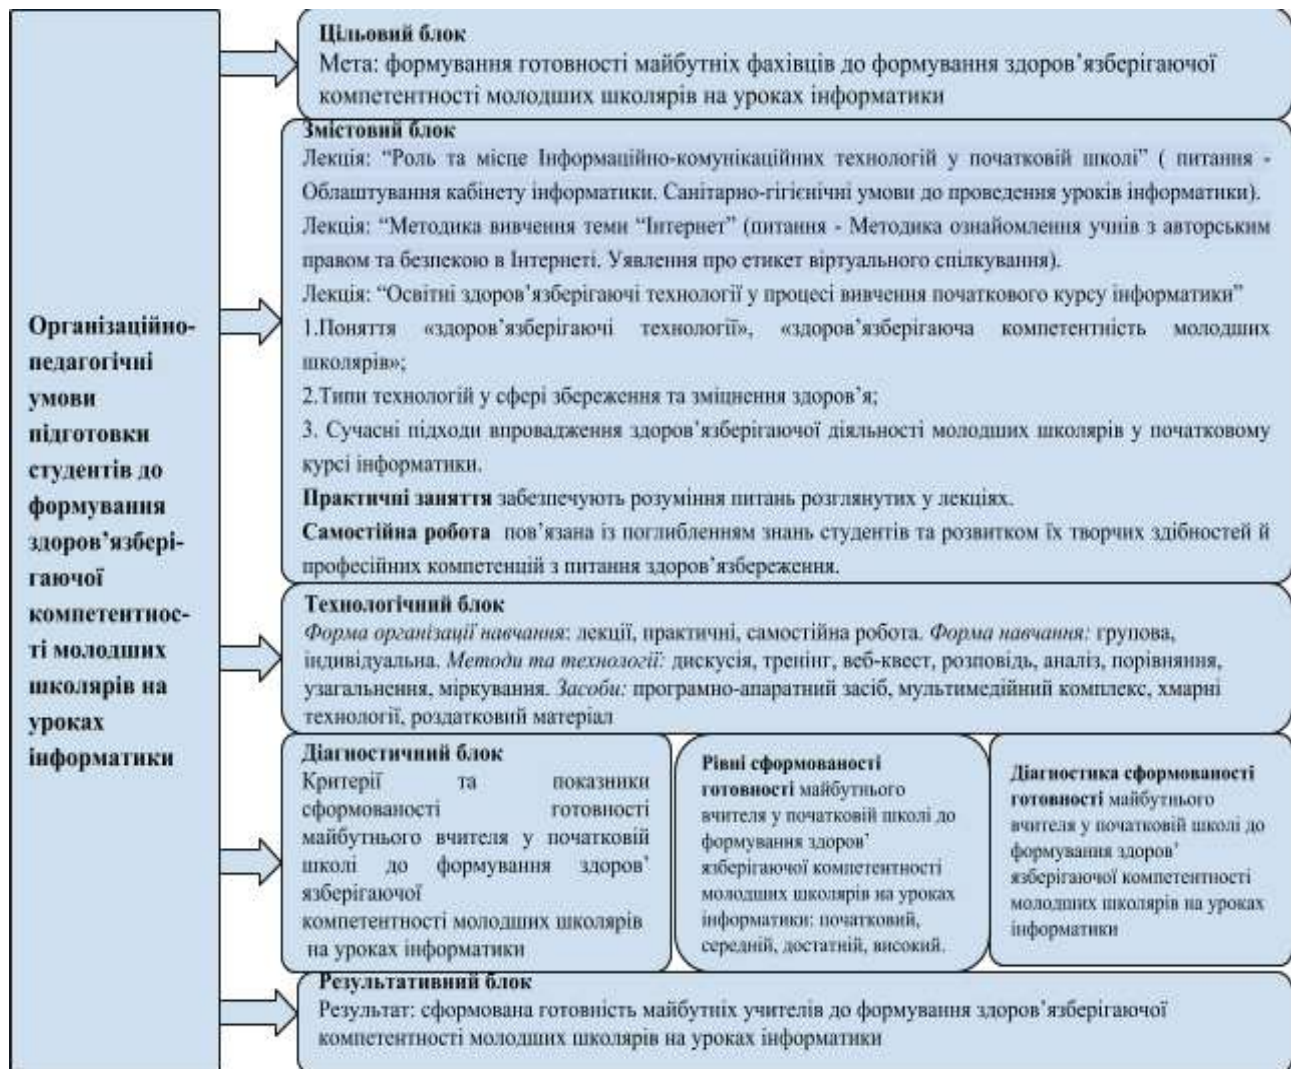 Організаційно-
педагогічні
умови
підготовки
студентів до
формування
здоров’язбері-
гаючої
компетентнос-
ті молодших
школярів на
уроках
інформатики
Цільовий блок
Мета: формування готовності майбутніх фахівців до формування здоров’язберігаючої
компетентності молодших школярів на уроках інформатики
Змістовий блок
Лекція: “Роль та місце Інформаційно-комунікаційних технологій у початковій школі” ( питання -
Облаштування кабінету інформатики. Санітарно-гігієнічні умови до проведення уроків інформатики).
Лекція: “Методика вивчення теми “Інтернет” (питання - Методика ознайомлення учнів з авторським
правом та безпекою в Інтернеті. Уявлення про етикет віртуального спілкування).
Лекція: “Освітні здоров’язберігаючі технології у процесі вивчення початкового курсу інформатики”
1.Поняття «здоров’язберігаючі технології», «здоров’язберігаюча компетентність молодших
школярів»;
2.Типи технологій у сфері збереження та зміцнення здоров’я;
3. Сучасні підходи впровадження здоров’язберігаючої діяльності молодших школярів у початковому
курсі інформатики.
Практичні заняття забезпечують розуміння питань розглянутих у лекціях.
Самостійна робота пов’язана із поглибленням знань студентів та розвитком їх творчих здібностей й
професійних компетенцій з питання здоров’язбереження.
Технологічний блок
Форма організації навчання: лекції, практичні, самостійна робота. Форма навчання: групова,
індивідуальна. Методи та технології: дискусія, тренінг, веб-квест, розповідь, аналіз, порівняння,
узагальнення, міркування. Засоби: програмно-апаратний засіб, мультимедійний комплекс, хмарні
технології, роздатковий матеріал
Діагностичний блок
Критерії та показники
сформованості готовності
майбутнього вчителя у початковій
школі до формування здоров’
язберігаючої
компетентності молодших школярів
на уроках інформатики
Рівні сформованості
готовності майбутнього
вчителя у початковій школі до
формування здоров’
язберігаючої компетентності
молодших школярів на уроках
інформатики: початковий,
середній, достатній, високий.
Діагностика сформованості
готовності майбутнього
вчителя у початковій школі до
формування здоров’
язберігаючої компетентності
молодших школярів на уроках
інформатики
Результативний блок
Результат: сформована готовність майбутніх учителів до формування здоров’язберігаючої
компетентності молодших школярів на уроках інформатики